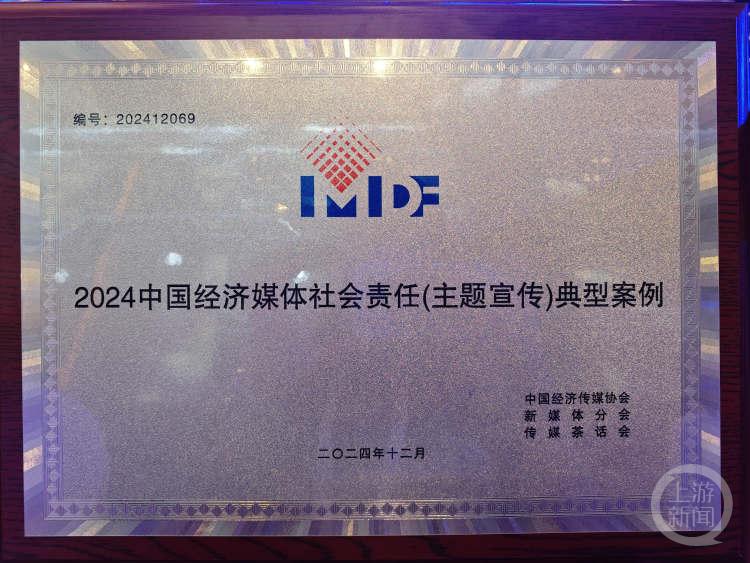 编号：202412069
IMDF
2024中国经济媒体社会责任(主题宣传)典型案例
中国经济传媒协会
新媒体分会
传媒茶话会
二〇二四年十二月
上游
新闻